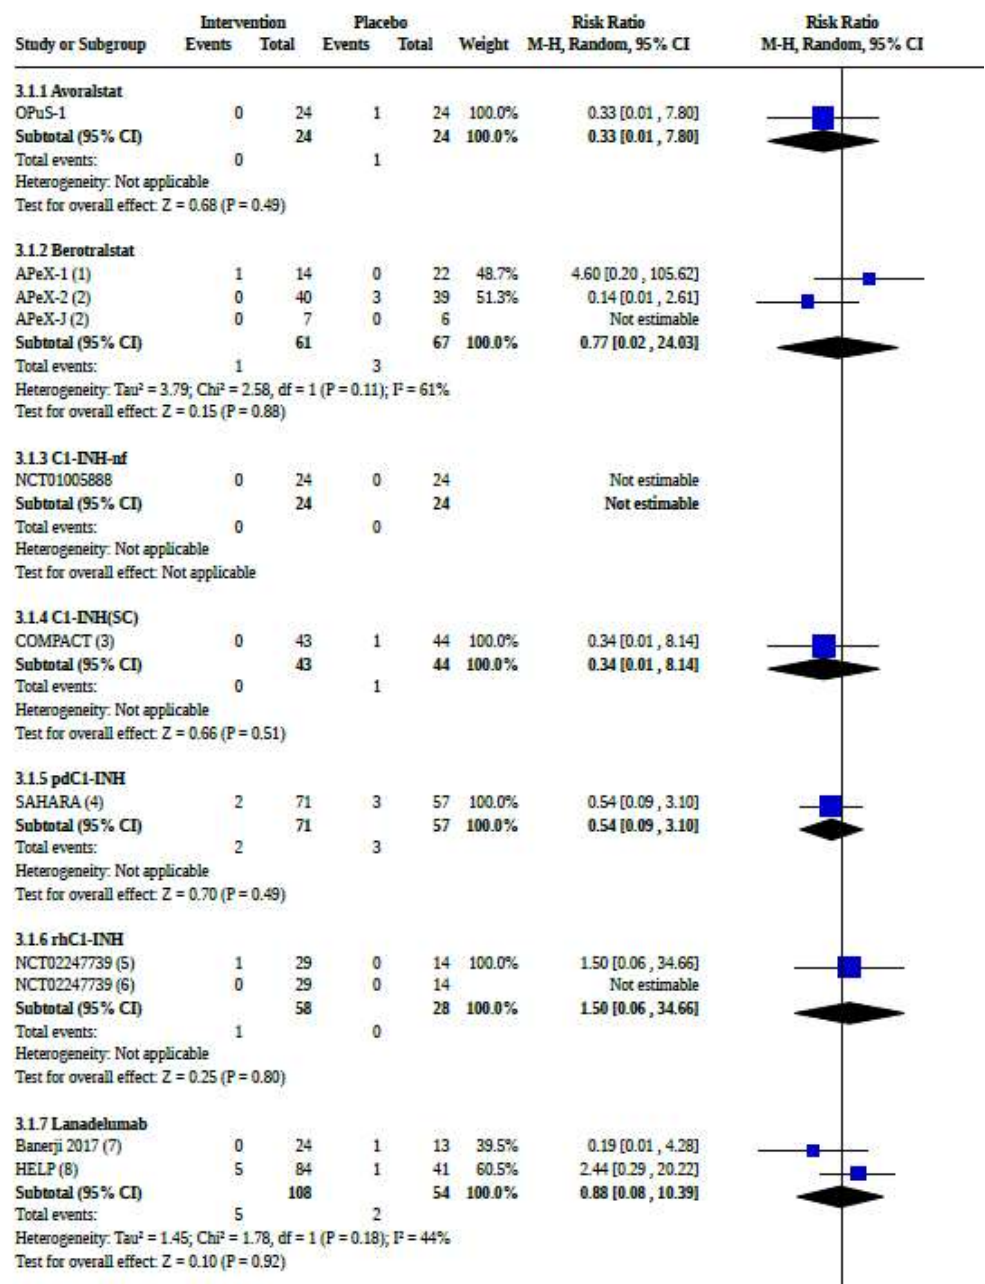 Intervention Placebo Risk Ratio Risk Ratio
Study or Subgroup Events Total Events Total Weight M-H, Random, 95% CI M-H, Random, 95% CI
3.1.1 Avoralstat
OPuS-1 0 24 1 24 100.0% 0.33 [0.01 , 7.80]
Subtotal (95% CI) 24 24 100.0% 0.33 [0.01 , 7.80]
Total events: 0 1
Heterogeneity: Not applicable
Test for overall effect: Z = 0.68 (P = 0.49)
3.1.2 Berotralstat
APeX-1 (1) 1 14 0 22 48.7% 4.60 [0.20 , 105.62]
APeX-2 (2) 0 40 3 39 51.3% 0.14 [0.01 , 2.61]
APeX-J (2) 0 7 0 6 Not estimable
Subtotal (95% CI) 61 67 100.0% 0.77 [0.02 , 24.03]
Total events: 1 3
Heterogeneity: Tau² = 3.79; Chi² = 2.58, df = 1 (P = 0.11); I² = 61%
Test for overall effect: Z = 0.15 (P = 0.88)
3.1.3 C1-INH-nf
NCT01005888 0 24 0 24 Not estimable
Subtotal (95% CI) 24 24 Not estimable
Total events: 0 0
Heterogeneity: Not applicable
Test for overall effect: Not applicable
3.1.4 C1-INH(SC)
COMPACT (3) 0 43 1 44 100.0% 0.34 [0.01 , 8.14]
Subtotal (95% CI) 43 44 100.0% 0.34 [0.01 , 8.14]
Total events: 0 1
Heterogeneity: Not applicable
Test for overall effect: Z = 0.66 (P = 0.51)
3.1.5 pdC1-INH
SAHARA (4) 2 71 3 57 100.0% 0.54 [0.09 , 3.10]
Subtotal (95% CI) 71 57 100.0% 0.54 [0.09 , 3.10]
Total events: 2 3
Heterogeneity: Not applicable
Test for overall effect: Z = 0.70 (P = 0.49)
3.1.6 rhC1-INH
NCT02247739 (5) 1 29 0 14 100.0% 1.50 [0.06 , 34.66]
NCT02247739 (6) 0 29 0 14 Not estimable
Subtotal (95% CI) 58 28 100.0% 1.50 [0.06 , 34.66]
Total events: 1 0
Heterogeneity: Not applicable
Test for overall effect: Z = 0.25 (P = 0.80)
3.1.7 Lanadelumab
Banerji 2017 (7) 0 24 1 13 39.5% 0.19 [0.01 , 4.28]
HELP (8) 5 84 1 41 60.5% 2.44 [0.29 , 20.22]
Subtotal (95% CI) 108 54 100.0% 0.88 [0.08 , 10.39]
Total events: 5 2
Heterogeneity: Tau² = 1.45; Chi² = 1.78, df = 1 (P = 0.18); I² = 44%
Test for overall effect: Z = 0.10 (P = 0.92)